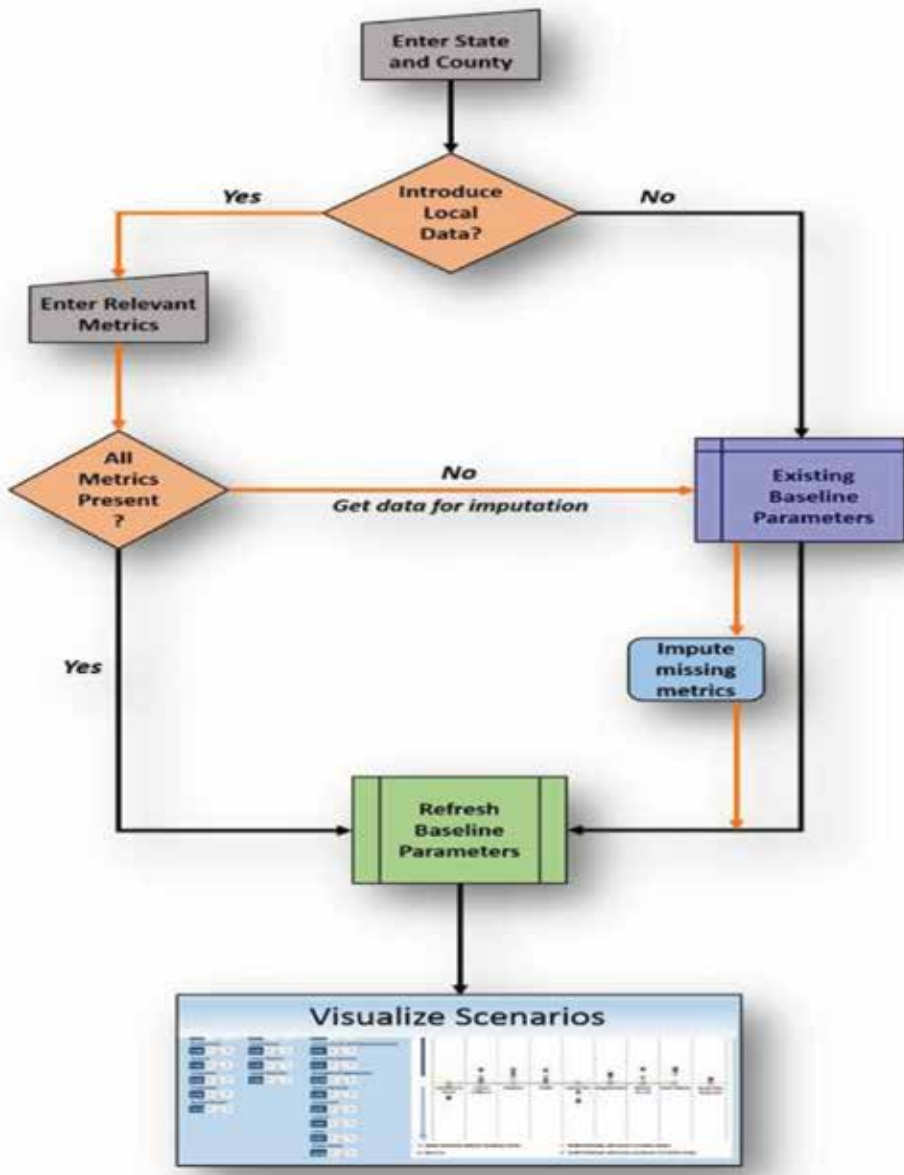 Enter State
and County
Introduce
Local
Data?
Yes
No
Enter Relevant
Metrics
All
Metrics
Present
?
No
Get data for imputation
Existing
Baseline
Parameters
Impute
missing
metrics
Yes
Refresh
Baseline
Parameters
Visualize Scenarios